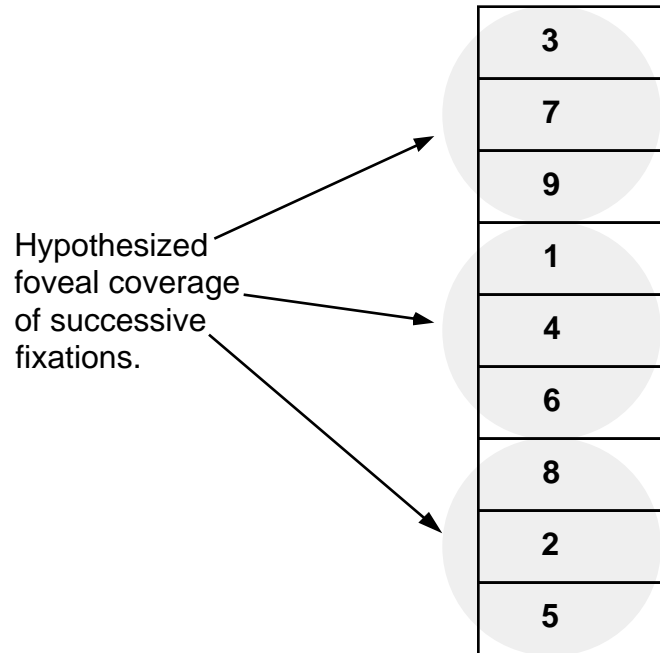 3
7
9
1
4
6
8
2
5
Hypothesized
foveal coverage
of successive
fixations.